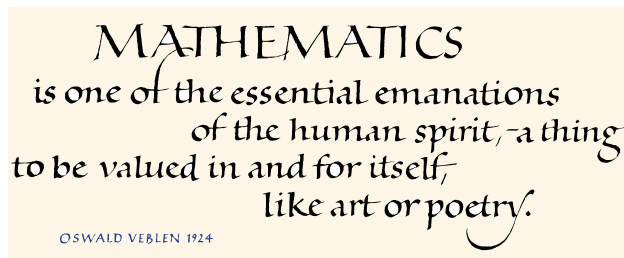 MATHEMATICS
is one of the essential emanations
of the human spirit,-a thing
to be valued in and for itself,
like art or poetry.
OSWALD VEBLEN 1924